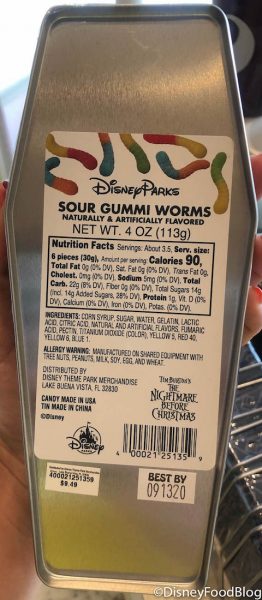 Disney PARKS
SOUR GUMMI WORMS
NATURALLY & ARTIFICIALLY FLAVORED
NET WT. 4 OZ (113g)
Nutrition Facts Servings: About 3.5, Serv. size:
6 pieces (30g), Amount per serving: Calories 90,
Total Fat 0g (0% DV), Sat. Fat 0g (0% DV), Trans Fat 0g,
Cholest. 0mg (0% DV), Sodium 5mg (0% DV), Total
Carb. 22g (8% DV), Fiber 0g (0% DV), Total Sugars 14g
(Incl. 14g Added Sugars, 28% DV), Protein 1g, Vit. D (0%
DV), Calcium (0% DV), Iron (0% DV), Potas. (0% DV).
INGREDIENTS: CORN SYRUP, SUGAR, WATER, GELATIN, LACTIC
ACID, CITRIC ACID, NATURAL AND ARTIFICIAL FLAVORS, FUMARIC
ACID, PECTIN, TITANIUM DIOXIDE (COLOR), YELLOW 5, RED 40,
YELLOW 6, BLUE 1.
ALLERGY WARNING: MANUFACTURED ON SHARED EQUIPMENT WITH
TREE NUTS, PEANUTS, MILK, SOY, EGG, AND WHEAT.
DISTRIBUTED BY
DISNEY THEME PARK MERCHANDISE
LAKE BUENA VISTA, FL 32830
CANDY MADE IN USA
TIN MADE IN CHINA
©Disney
TIM BURTON'S
THE
NIGHTMARE
BEFORE
CHRISTMAS
Disney
PARKS
4 00021 25135 9
400021251359
$9.49
BEST BY
091320
©DisneyFoodBlog